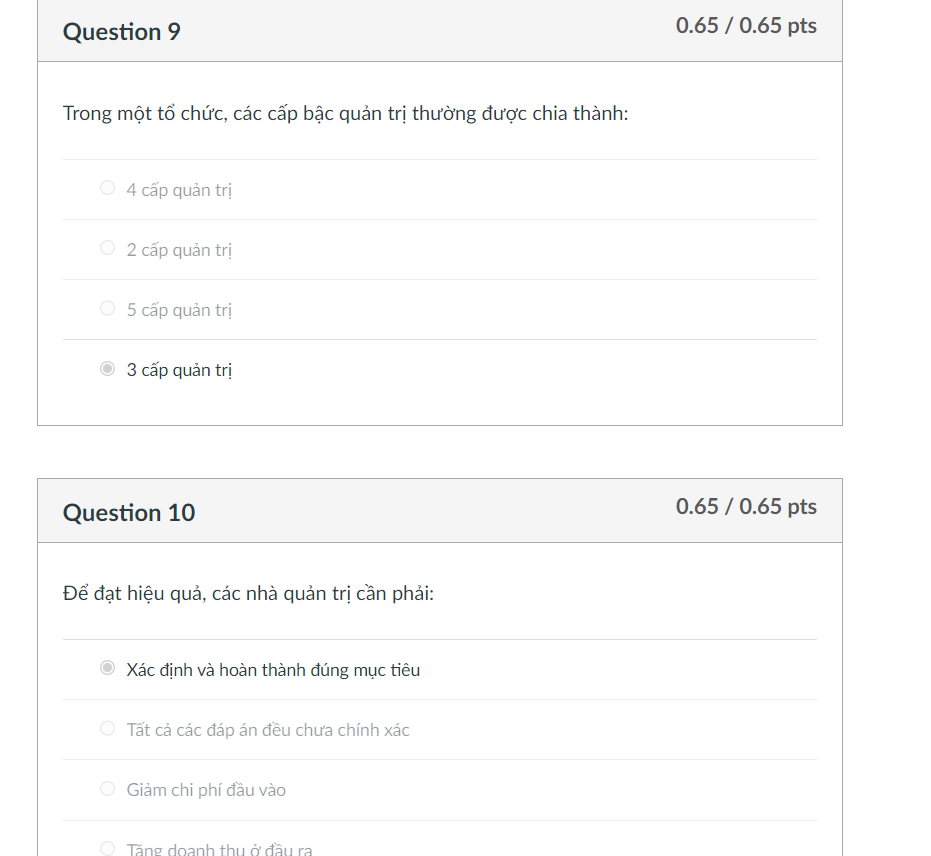 Question 9
0.65 / 0.65 pts
Trong một tổ chức, các cấp bậc quản trị thường được chia thành:
4 cấp quản trị
2 cấp quản trị
5 cấp quản trị
3 cấp quản trị
Question 10
0.65 / 0.65 pts
Để đạt hiệu quả, các nhà quản trị cần phải:
Xác định và hoàn thành đúng mục tiêu
Tất cả các đáp án đều chưa chính xác
Giảm chi phí đầu vào
Tăng doanh thu ở đầu ra